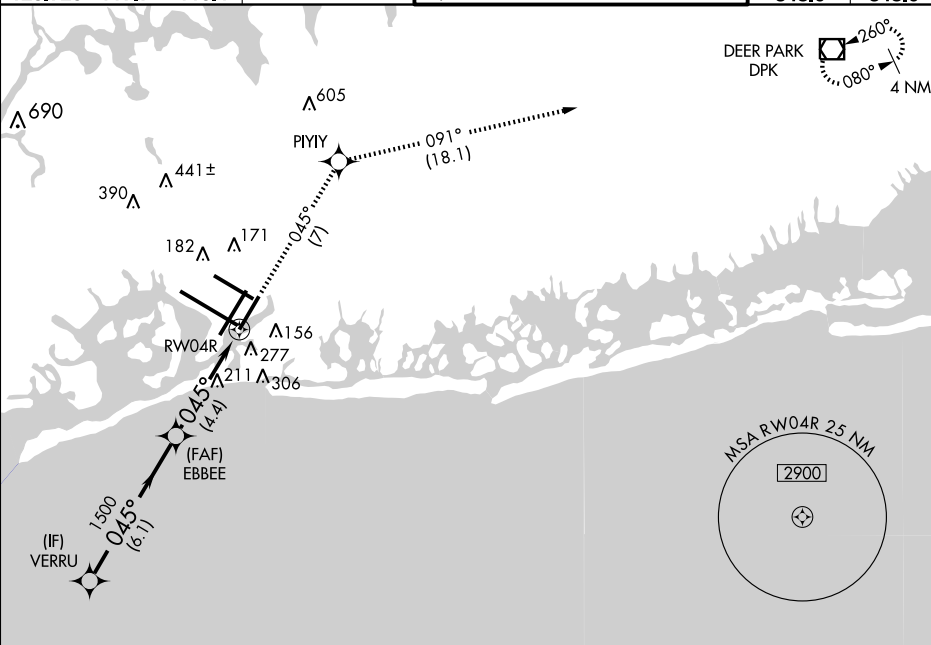 DEER PARK
DPK
260°
080°
4 NM
690
605
PIYIY
091°
(18.1)
441±
390
045°
(7)
182
171
RW04R
156
277
211
306
045°
(4.4)
(FAF)
EBBEE
1500
045°
(6.1)
(IF)
VERRU
MSA RW04R 25 NM
2900